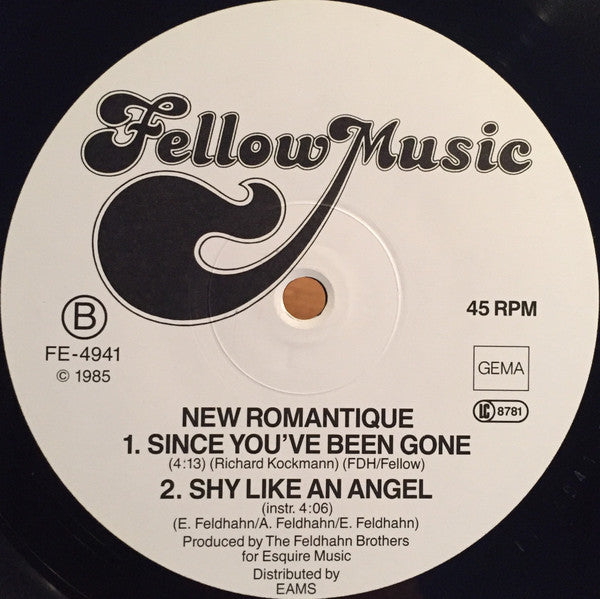 Fellow Music
B
FE-4941
© 1985
45 RPM
GEMA
LC 8781
NEW ROMANTIQUE
1. SINCE YOU'VE BEEN GONE
(4:13) (Richard Kockmann) (FDH/Fellow)
2. SHY LIKE AN ANGEL
(instr. 4:06)
(E. Feldhahn/A. Feldhahn/E. Feldhahn)
Produced by The Feldhahn Brothers
for Esquire Music
Distributed by
EAMS